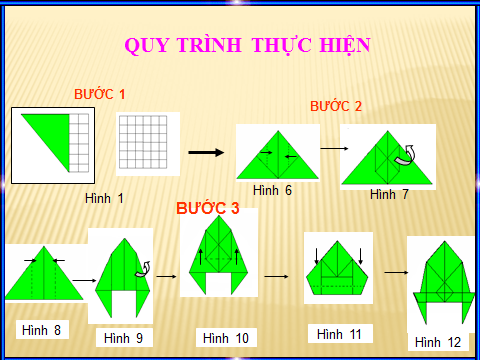 QUY TRÌNH THỰC HIỆN
BƯỚC 1
BƯỚC 2
Hình 1
Hình 6
Hình 7
BƯỚC 3
Hình 8
Hình 9
Hình 10
Hình 11
Hình 12